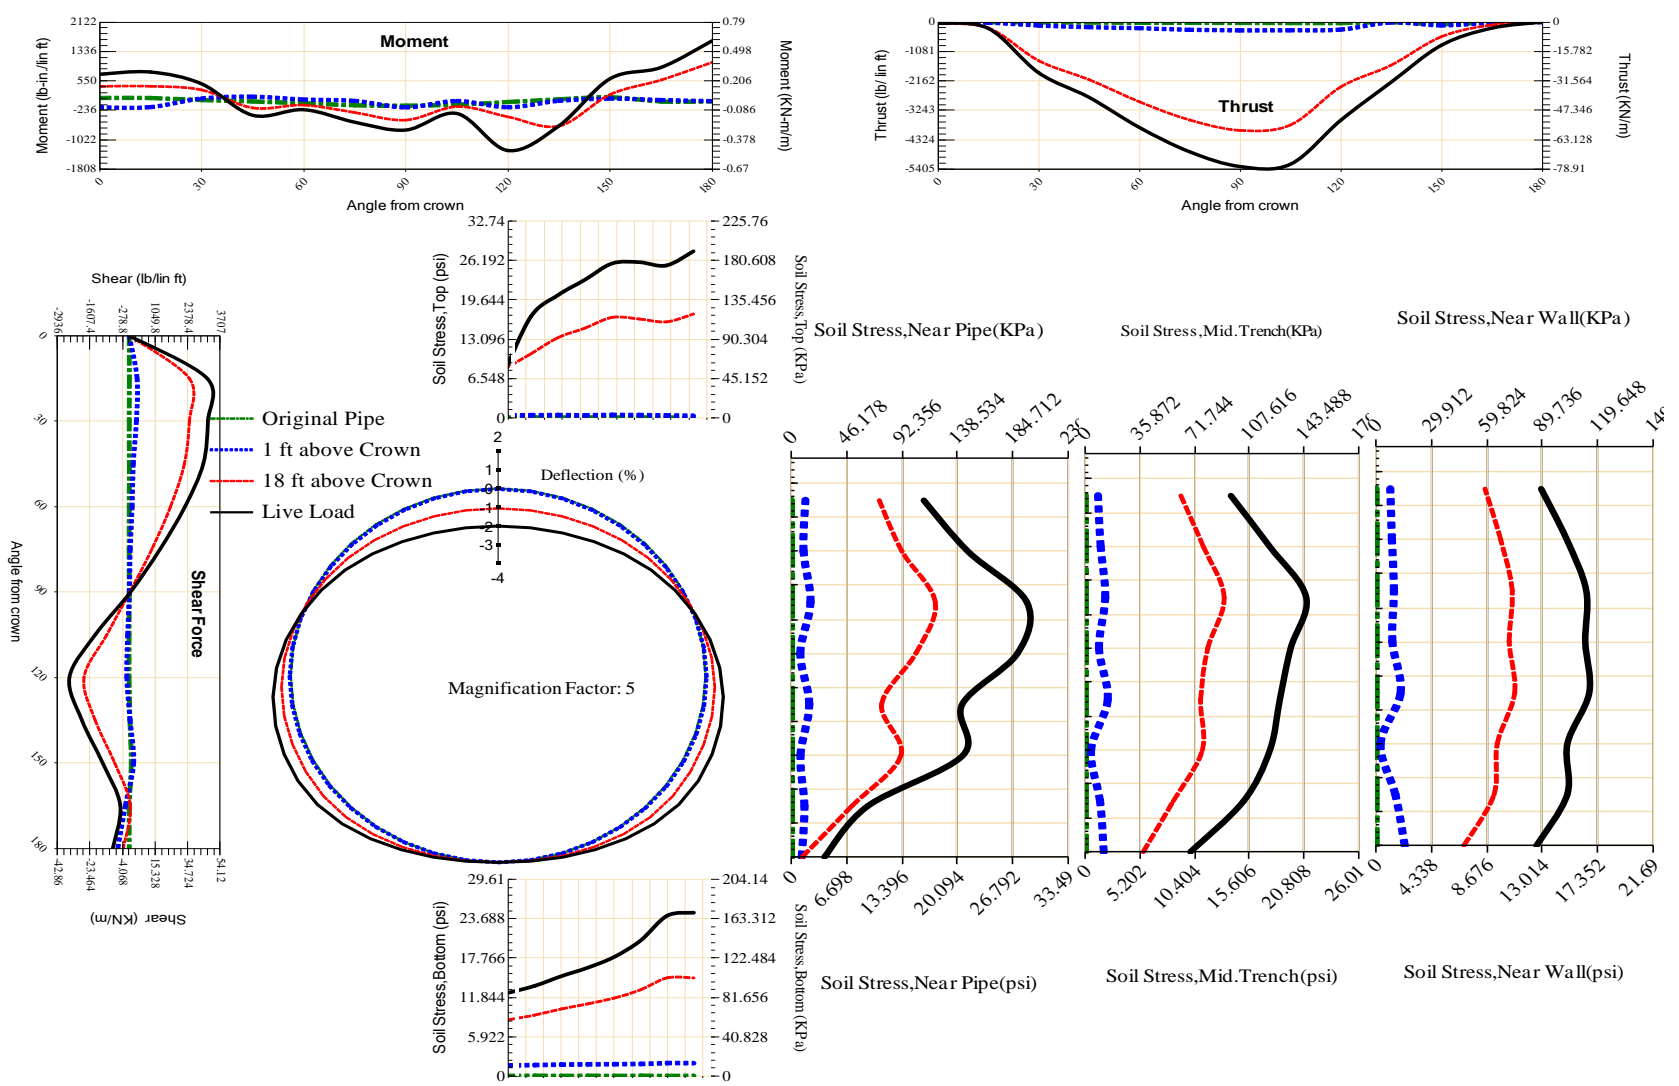 2122
1336
550
-236
-1022
-1808
Moment (lb-in./lin ft)
Moment
0.79
0.498
0.206
-0.086
-0.378
-0.67
Moment (KN-m/m)
0 30 60 90 120 150 180
Angle from crown
0
-1081
-2162
-3243
-4324
-5405
Thrust (lb/ lin ft)
Thrust
0
-15.782
-31.564
-47.346
-63.128
-78.91
Thrust (KN/m)
0 30 60 90 120 150 180
Angle from crown
32.74
26.192
19.644
13.096
6.548
0
Soil Stress,Top (psi)
225.76
180.608
135.456
90.304
45.152
0
Soil Stress,Top (KPa)
Shear (lb/lin ft)
-2936 -1607.4 -278.8 1049.8 2378.4 3707
0
30
60
90
120
150
180
Angle from crown
Shear Force
-42.86 -23.464 -4.068 15.328 34.724 54.12
Shear (KN/m)
Original Pipe
1 ft above Crown
18 ft above Crown
Live Load
2
1
0
-1
-2
-3
-4
Deflection (%)
Magnification Factor: 5
29.61
23.688
17.766
11.844
5.922
0
Soil Stress,Bottom (psi)
204.14
163.312
122.484
81.656
40.828
0
Soil Stress,Bottom (KPa)
Soil Stress,Near Pipe(KPa)
0 46.178 92.356 138.534 184.712
0 6.698 13.396 20.094 26.792 33.49
Soil Stress,Near Pipe(psi)
Soil Stress,Mid.Trench(KPa)
0 35.872 71.744 107.616 143.488
0 5.202 10.404 15.606 20.808 26.01
Soil Stress,Mid.Trench(psi)
Soil Stress,Near Wall(KPa)
0 29.912 59.824 89.736 119.648
0 4.338 8.676 13.014 17.352 21.69
Soil Stress,Near Wall(psi)